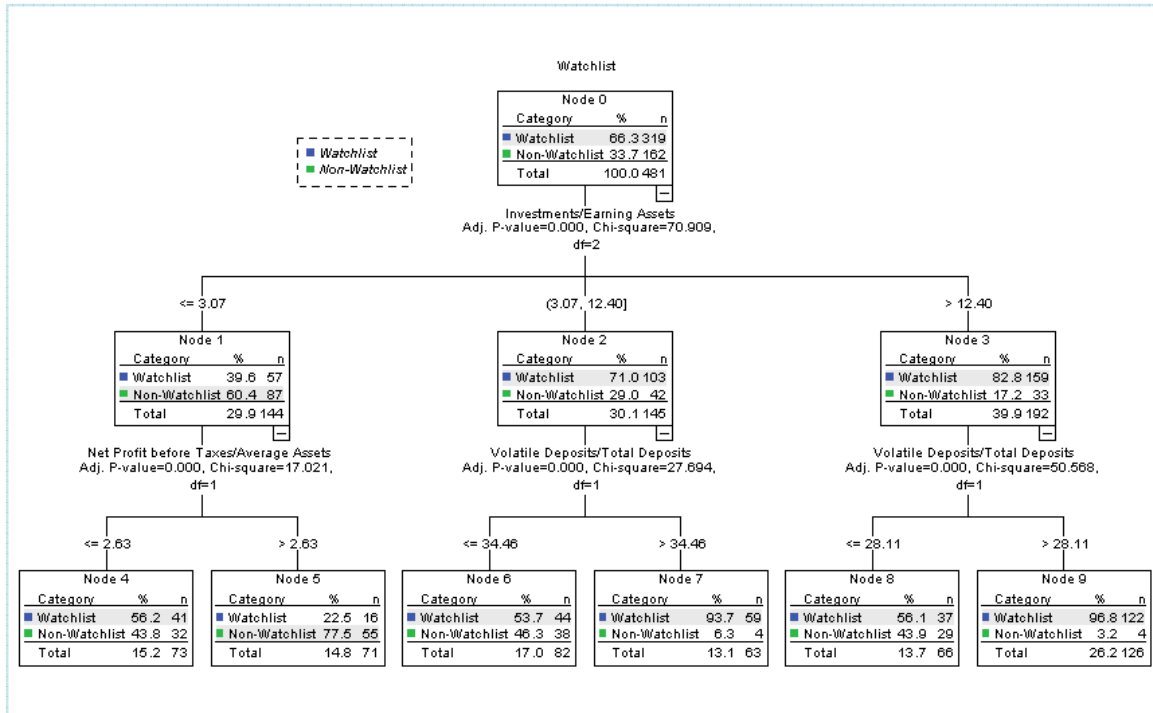 Watchlist
Node 0
Category % n
Watchlist 66.3 319
Non-Watchlist 33.7 162
Total 100.0 481
Watchlist
Non-Watchlist
Investments/Earning Assets
Adj. P-value=0.000, Chi-square=70.909,
df=2
<= 3.07
(3.07, 12.40]
> 12.40
Node 1
Category % n
Watchlist 39.6 57
Non-Watchlist 60.4 87
Total 29.9 144
Node 2
Category % n
Watchlist 71.0 103
Non-Watchlist 29.0 42
Total 30.1 145
Node 3
Category % n
Watchlist 82.8 159
Non-Watchlist 17.2 33
Total 39.9 192
Net Profit before Taxes/Average Assets
Adj. P-value=0.000, Chi-square=17.021,
df=1
Volatile Deposits/Total Deposits
Adj. P-value=0.000, Chi-square=27.694,
df=1
Volatile Deposits/Total Deposits
Adj. P-value=0.000, Chi-square=50.568,
df=1
<= 2.63
> 2.63
<= 34.46
> 34.46
<= 28.11
> 28.11
Node 4
Category % n
Watchlist 56.2 41
Non-Watchlist 43.8 32
Total 15.2 73
Node 5
Category % n
Watchlist 22.5 16
Non-Watchlist 77.5 55
Total 14.8 71
Node 6
Category % n
Watchlist 53.7 44
Non-Watchlist 46.3 38
Total 17.0 82
Node 7
Category % n
Watchlist 93.7 59
Non-Watchlist 6.3 4
Total 13.1 63
Node 8
Category % n
Watchlist 56.1 37
Non-Watchlist 43.9 29
Total 13.7 66
Node 9
Category % n
Watchlist 96.8 122
Non-Watchlist 3.2 4
Total 26.2 126